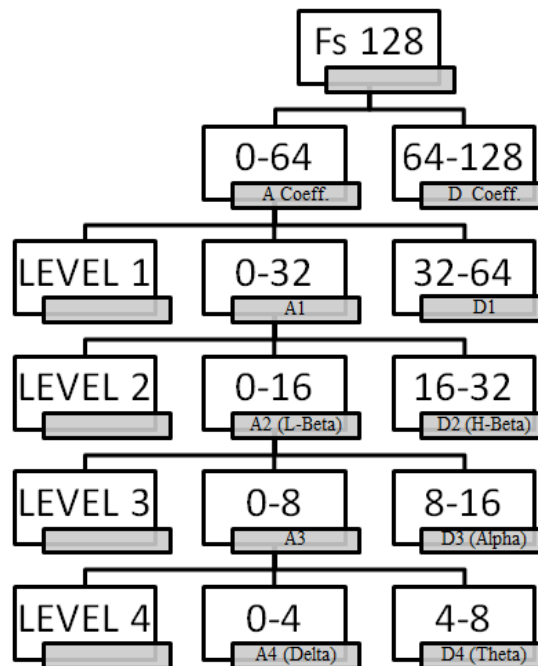 Fs 128
0-64
A Coeff.
64-128
D Coeff.
LEVEL 1
0-32
A1
32-64
D1
LEVEL 2
0-16
A2 (L-Beta)
16-32
D2 (H-Beta)
LEVEL 3
0-8
A3
8-16
D3 (Alpha)
LEVEL 4
0-4
A4 (Delta)
4-8
D4 (Theta)